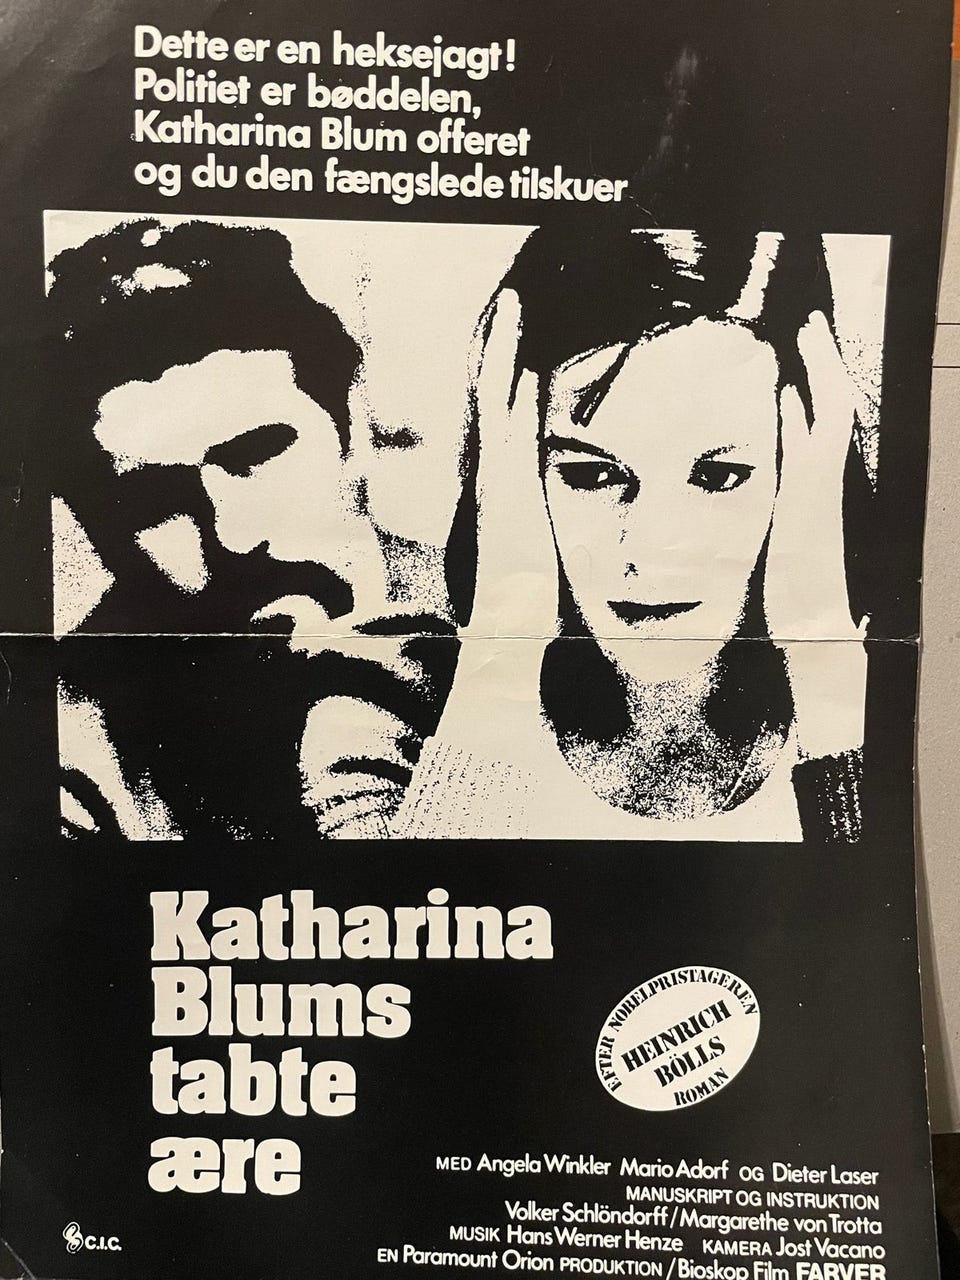 Dette er en heksejagt!
Politiet er bøddelen,
Katharina Blum offeret
og du den fængslede tilskuer
Katharina
Blums
tabte
ære
EFTER NOBELPRISTAGEREN
HEINRICH
BÖLLS
ROMAN
MED Angela Winkler Mario Adorf OG Dieter Laser
MANUSKRIPT OG INSTRUKTION
Volker Schlöndorff/Margarethe von Trotta
MUSIK Hans Werner Henze KAMERA Jost Vacano
EN Paramount Orion PRODUKTION/Bioskop Film FARVER
C.I.C.